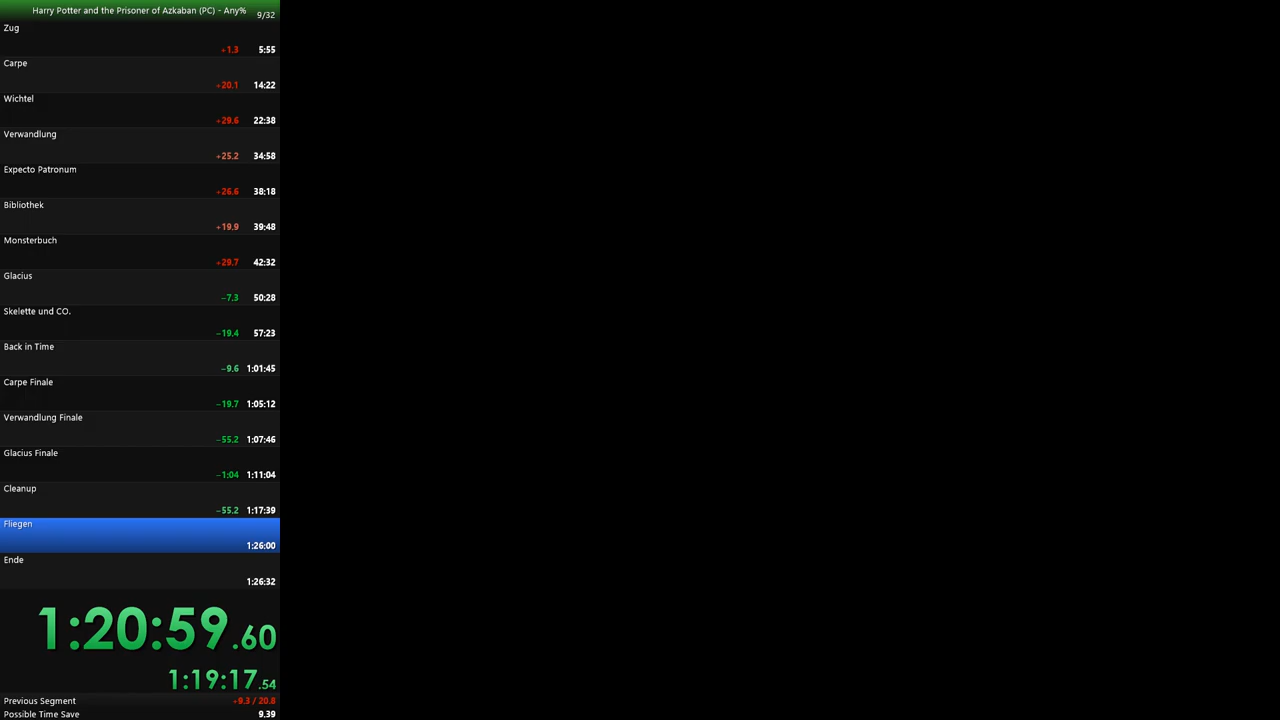 Harry Potter and the Prisoner of Azkaban (PC) - Any% 9/32
Zug
+1.3 5:55
Carpe
+20.1 14:22
Wichtel
+29.6 22:38
Verwandlung
+25.2 34:58
Expecto Patronum
+26.6 38:18
Bibliothek
+19.9 39:48
Monsterbuch
+29.7 42:32
Glacius
−7.3 50:28
Skelette und CO.
−19.4 57:23
Back in Time
−9.6 1:01:45
Carpe Finale
−19.7 1:05:12
Verwandlung Finale
−55.2 1:07:46
Glacius Finale
−1:04 1:11:04
Cleanup
−55.2 1:17:39
Fliegen
1:26:00
Ende
1:26:32
1:20:59.60
1:19:17.54
Previous Segment +9.3 / 20.8
Possible Time Save 9.39